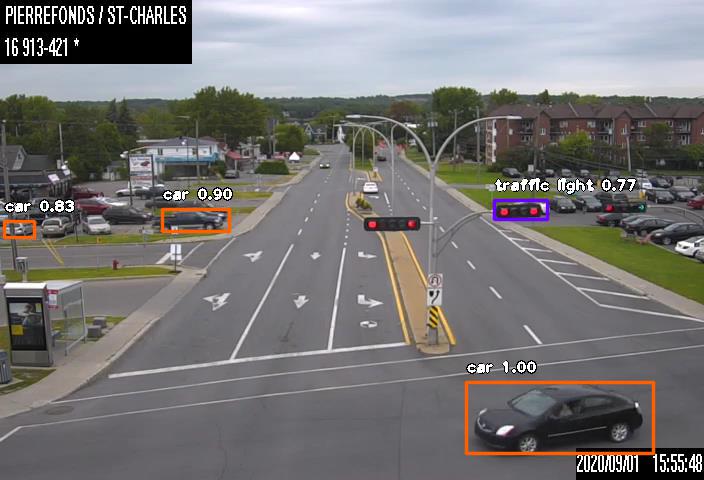 PIERREFONDS / ST-CHARLES
16 913-421 *
car 0.90
traffic light 0.77
car 0.83
car 1.00
2020/09/01 15:55:48